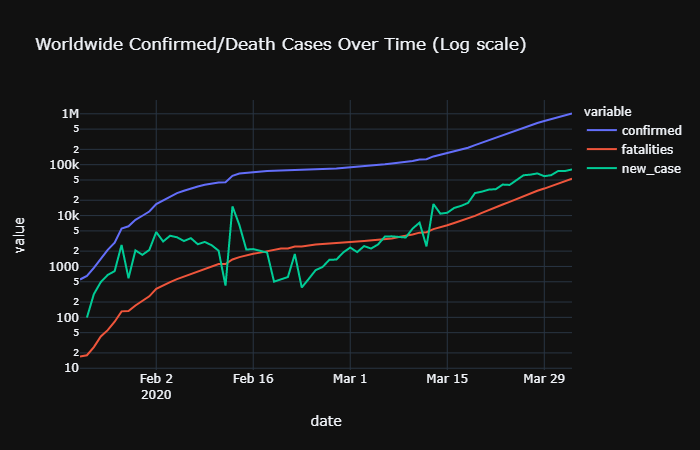 Worldwide Confirmed/Death Cases Over Time (Log scale)
variable
confirmed
fatalities
new_case
value
1M
5
2
100k
5
2
10k
5
2
1000
5
2
100
5
2
10
Feb 2
2020
Feb 16
Mar 1
Mar 15
Mar 29
date